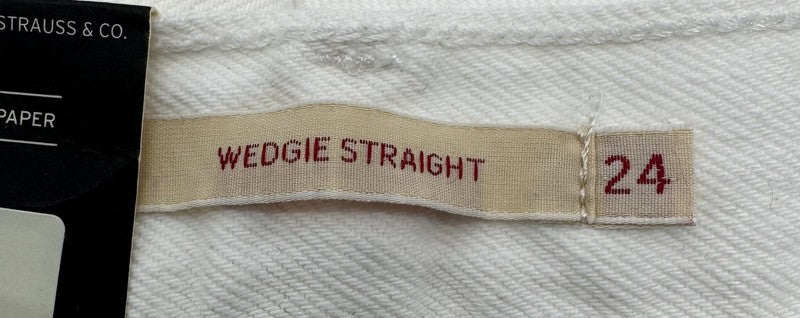 STRAUSS & CO.
PAPER
WEDGIE STRAIGHT
24